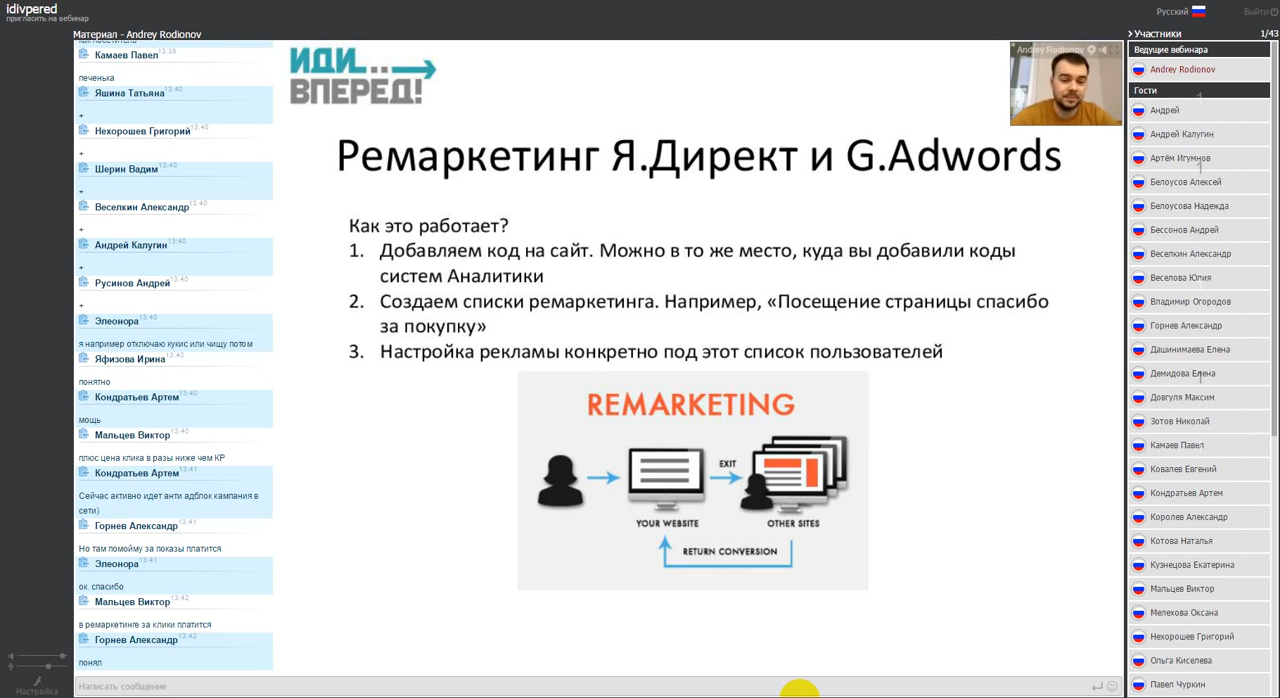 idivpered
пригласить на вебинар
Русский
Выйти
Материал - Andrey Rodionov
Камаев Павел 13:38
печенька
Яшина Татьяна 13:40
+
Нехорошев Григорий 13:40
+
Шерин Вадим 13:40
+
Веселкин Александр 13:40
+
Андрей Калугин 13:40
+
Русинов Андрей 13:40
+
Элеонора 13:40
я например отключаю кукис или чищу потом
Яфизова Ирина 13:40
понятно
Кондратьев Артем 13:40
мощь
Мальцев Виктор 13:40
плюс цена клика в разы ниже чем КР
Кондратьев Артем 13:41
Сейчас активно идет анти адблок кампания в
сети)
Горнев Александр 13:41
Но там помойму за показы платится
Элеонора 13:41
ок. спасибо
Мальцев Виктор 13:42
в ремаркетинге за клики платится
Горнев Александр 13:42
понял
Написать сообщение
Настройка
ИДИ
ВПЕРЕД!
Andrey Rodionov
Ремаркетинг Я.Директ и G.Adwords
Как это работает?
1. Добавляем код на сайт. Можно в то же место, куда вы добавили коды
систем Аналитики
2. Создаем списки ремаркетинга. Например, «Посещение страницы спасибо
за покупку»
3. Настройка рекламы конкретно под этот список пользователей
REMARKETING
EXIT
YOUR WEBSITE
OTHER SITES
RETURN CONVERSION
Участники 1/43
Ведущие вебинара
Andrey Rodionov
Гости
Андрей
Андрей Калугин
Артём Игумнов
Белоусов Алексей
Белоусова Надежда
Бессонов Андрей
Веселкин Александр
Веселова Юлия
Владимир Огородов
Горнев Александр
Дашинимаева Елена
Демидова Елена
Довгуля Максим
Зотов Николай
Камаев Павел
Ковалев Евгений
Кондратьев Артем
Королев Александр
Котова Наталья
Кузнецова Екатерина
Мальцев Виктор
Мелехова Оксана
Нехорошев Григорий
Ольга Киселева
Павел Чуркин